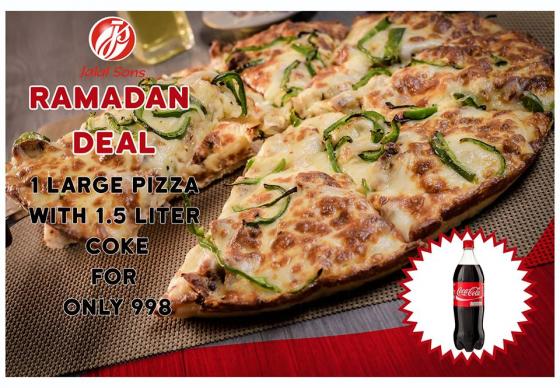 Js
Jalal Sons
RAMADAN
DEAL
1 LARGE PIZZA
WITH 1.5 LITER
COKE
FOR
ONLY 998
Coca-Cola